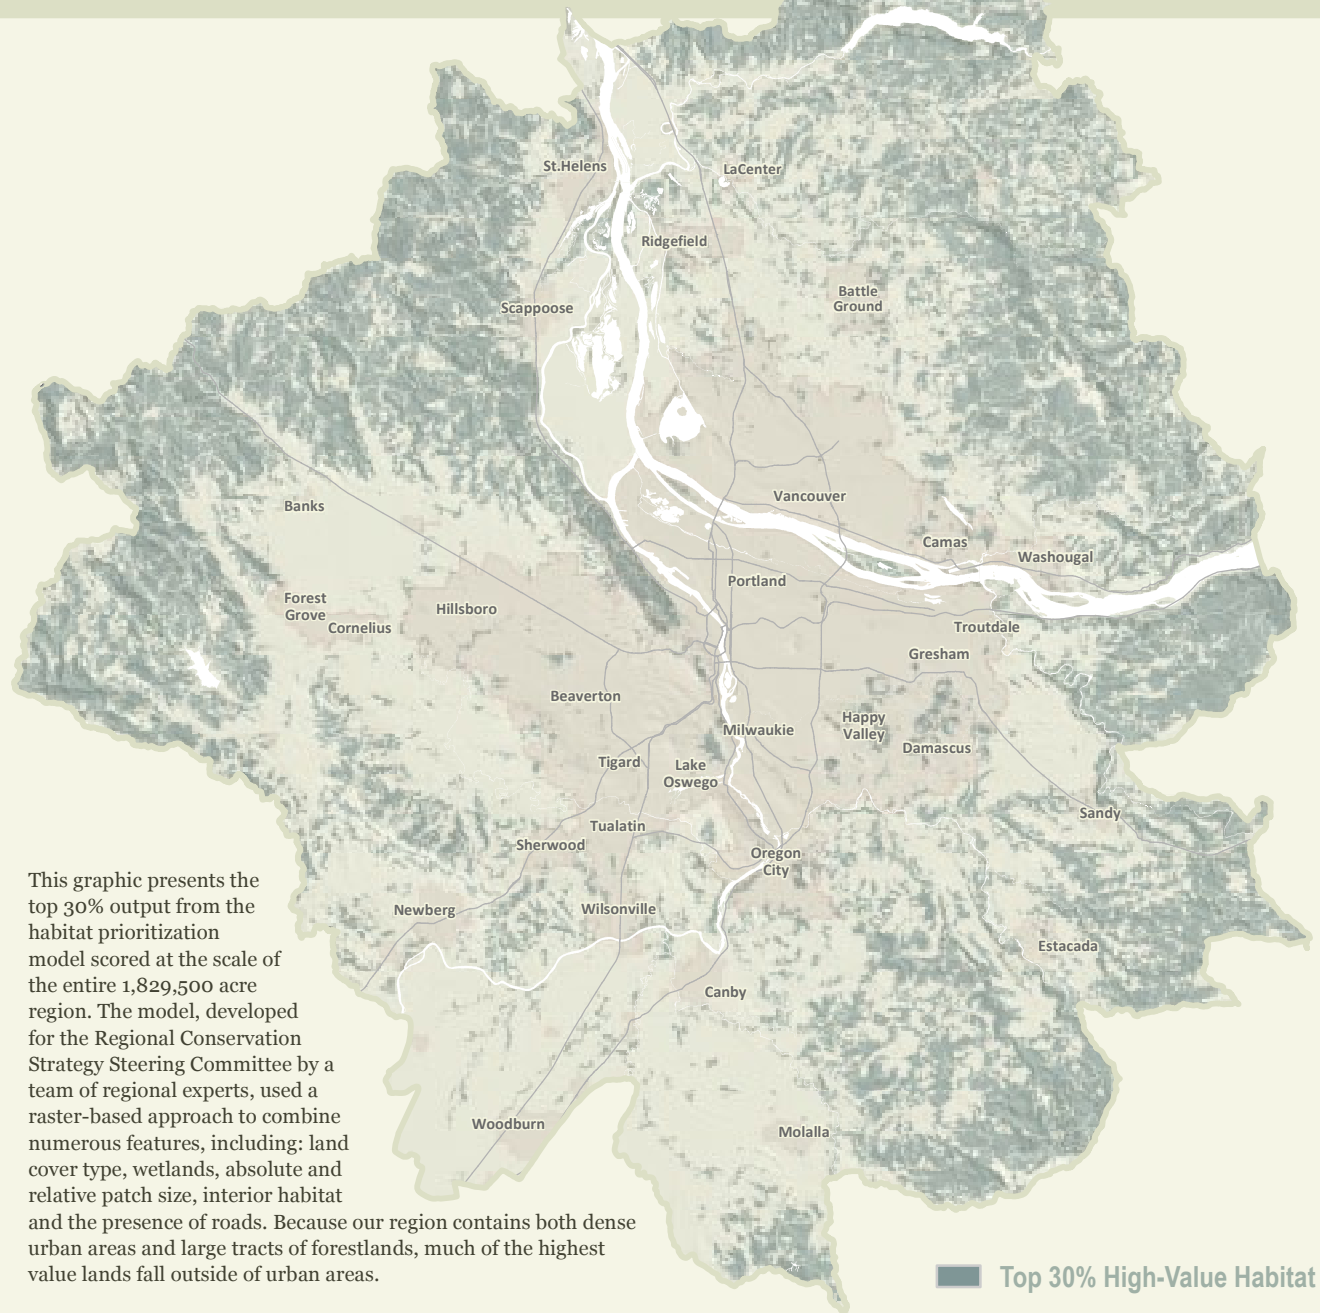 St.Helens
LaCenter
Ridgefield
Battle
Ground
Scappoose
Vancouver
Banks
Camas
Washougal
Portland
Forest
Grove
Hillsboro
Cornelius
Troutdale
Gresham
Beaverton
Happy
Valley
Milwaukie
Damascus
Tigard
Lake
Oswego
Sandy
Tualatin
Sherwood
Oregon
City
Newberg
Wilsonville
Estacada
Canby
Woodburn
Molalla
This graphic presents the
top 30% output from the
habitat prioritization
model scored at the scale of
the entire 1,829,500 acre
region. The model, developed
for the Regional Conservation
Strategy Steering Committee by a
team of regional experts, used a
raster-based approach to combine
numerous features, including: land
cover type, wetlands, absolute and
relative patch size, interior habitat
and the presence of roads. Because our region contains both dense
urban areas and large tracts of forestlands, much of the highest
value lands fall outside of urban areas.
Top 30% High-Value Habitat